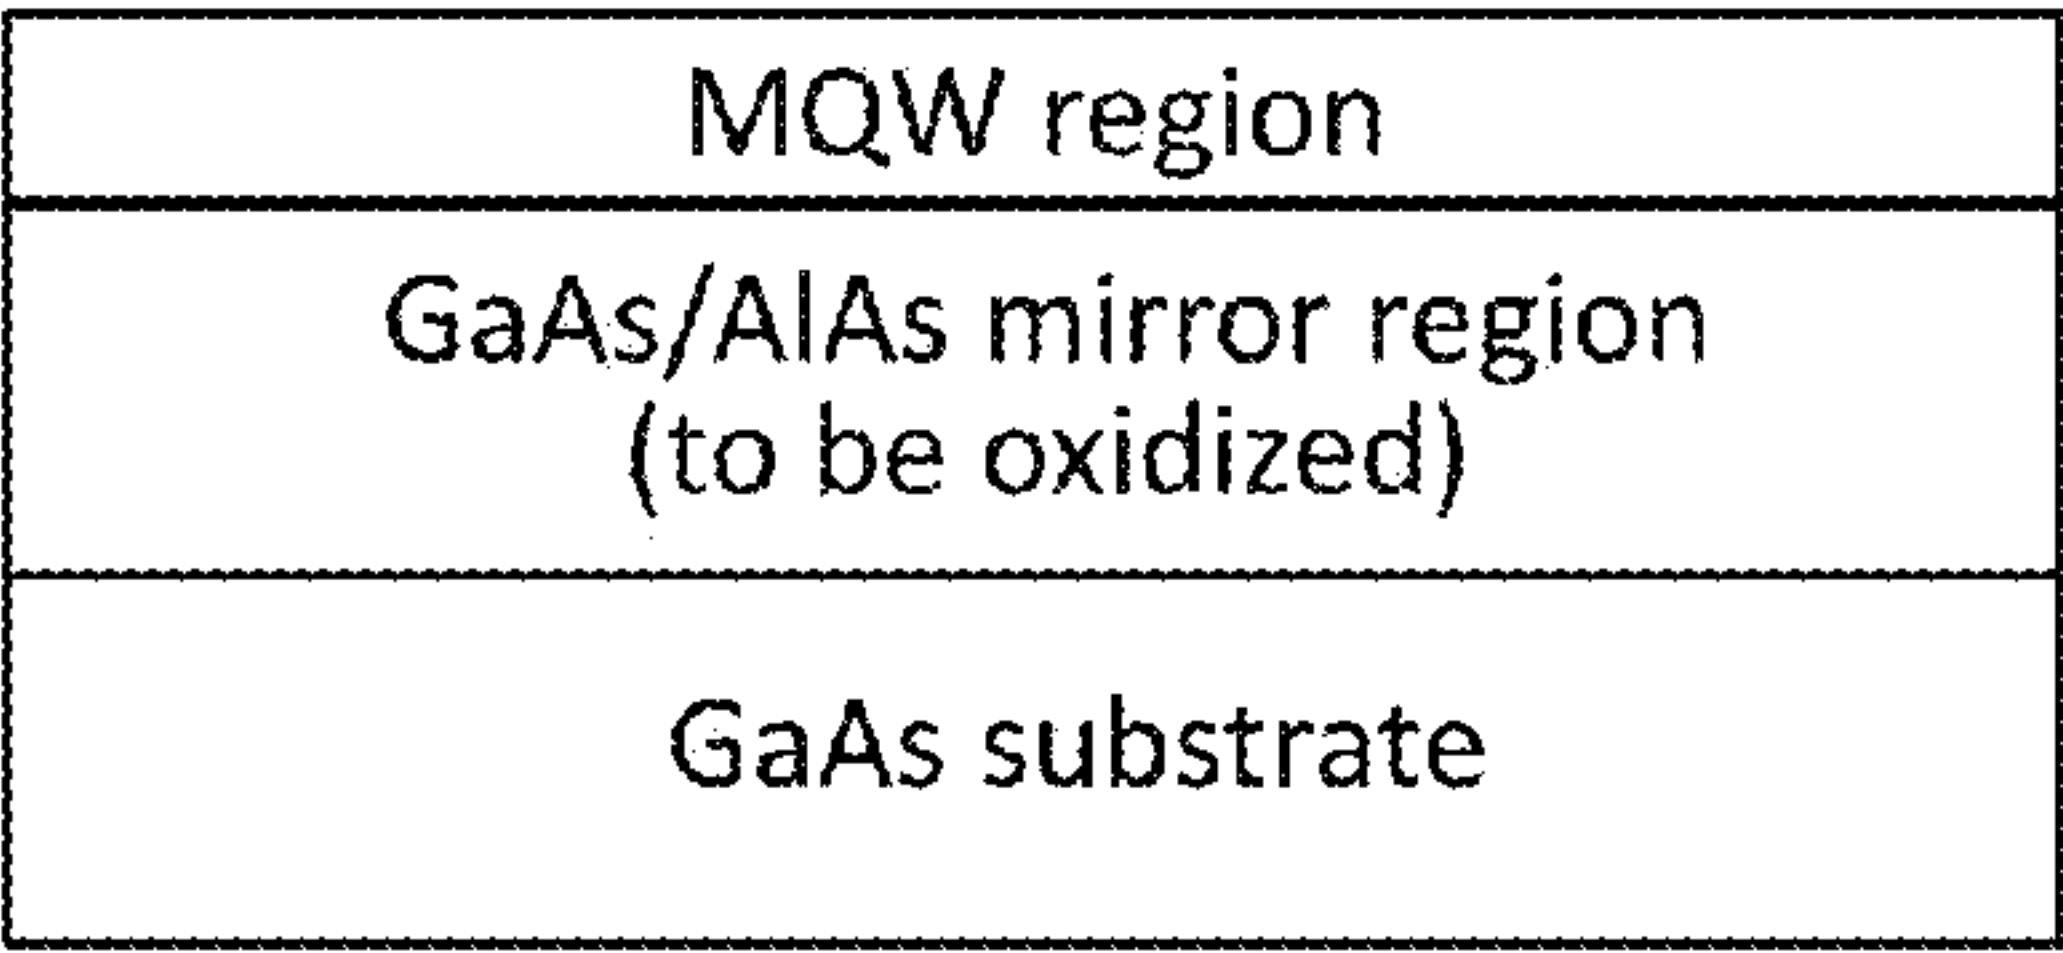 MQW region
GaAs/AlAs mirror region
(to be oxidized)
GaAs substrate